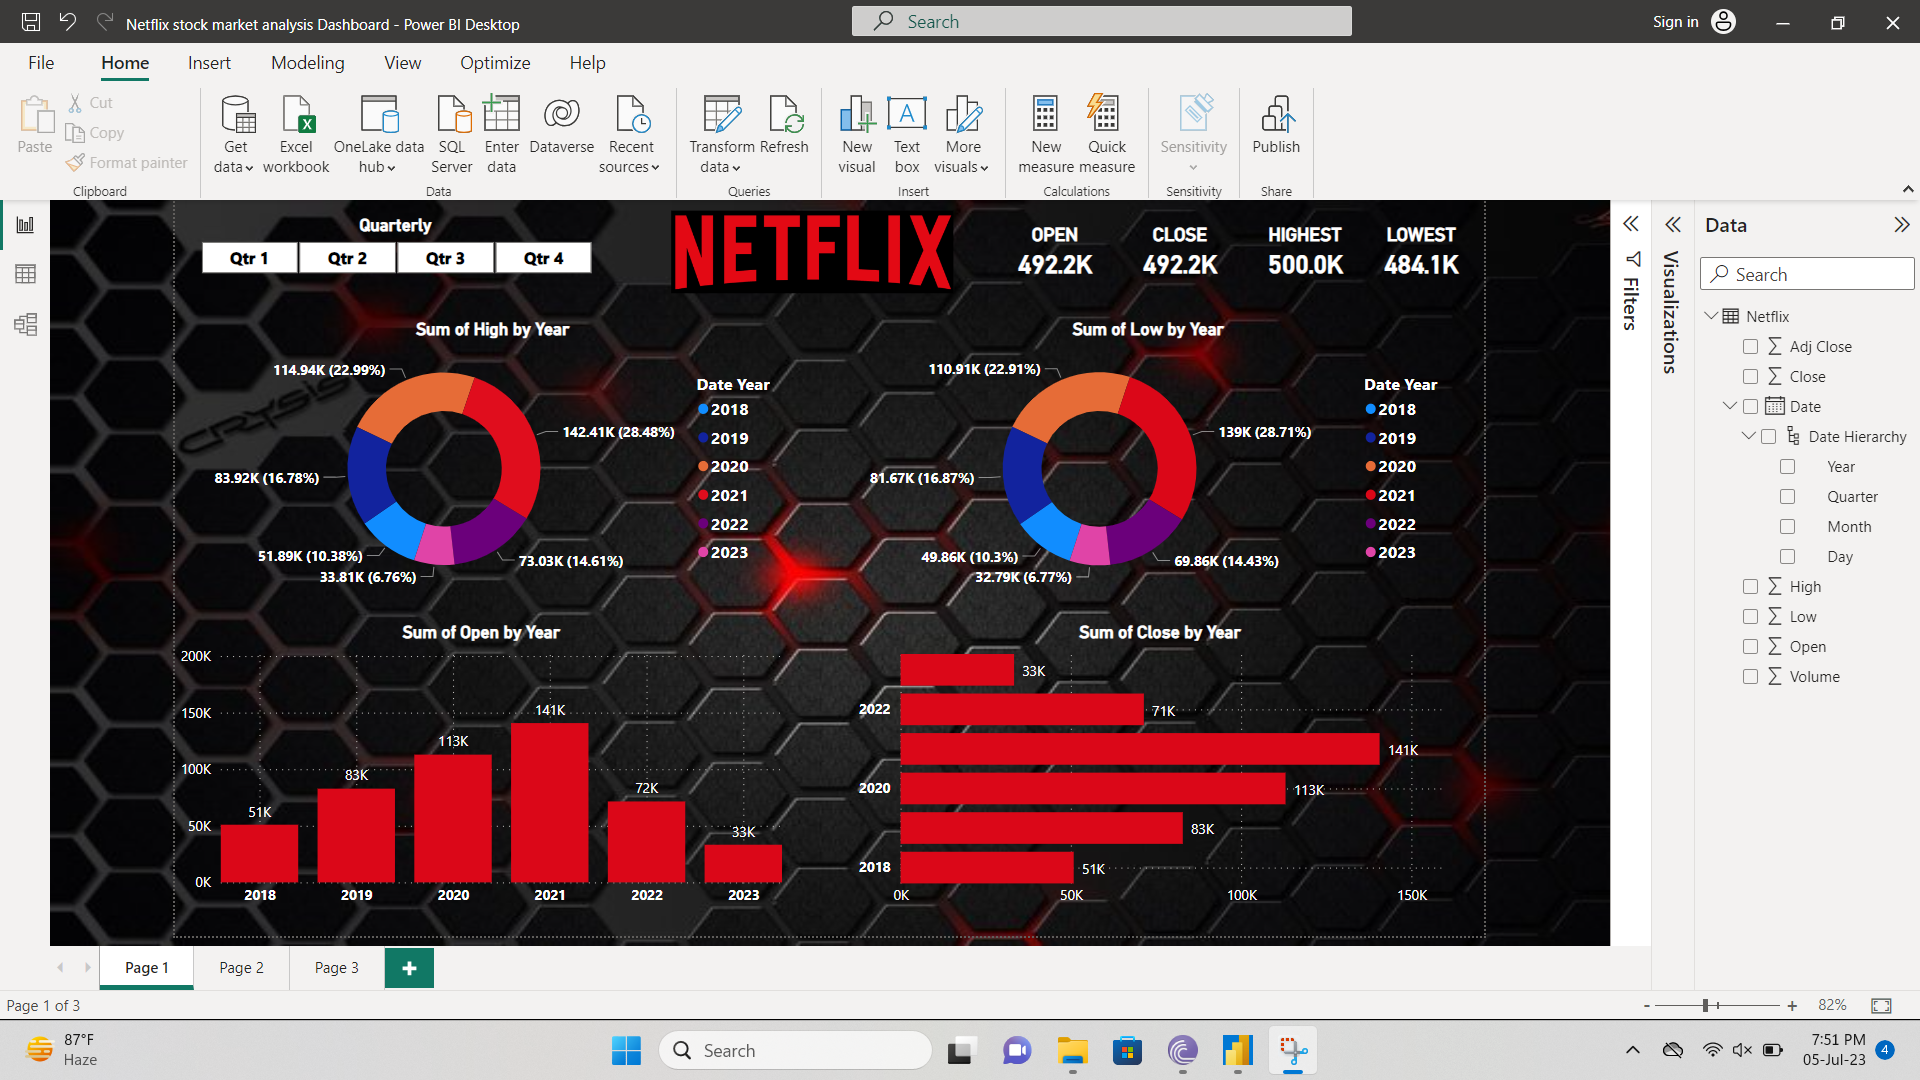 Netflix stock market analysis Dashboard - Power BI Desktop
Search
Sign in
File
Home
Insert
Modeling
View
Optimize
Help
Paste
Cut
Copy
Format painter
Clipboard
Get data
Excel workbook
OneLake data hub
SQL Server
Enter data
Dataverse
Recent sources
Data
Transform data
Refresh
Queries
New visual
Text box
More visuals
Insert
New measure
Quick measure
Calculations
Sensitivity
Sensitivity
Publish
Share
Quarterly
Qtr 1
Qtr 2
Qtr 3
Qtr 4
NETFLIX
OPEN
492.2K
CLOSE
492.2K
HIGHEST
500.0K
LOWEST
484.1K
Sum of High by Year
114.94K (22.99%)
142.41K (28.48%)
83.92K (16.78%)
51.89K (10.38%)
33.81K (6.76%)
73.03K (14.61%)
Date Year
2018
2019
2020
2021
2022
2023
CRYSIS
Sum of Low by Year
110.91K (22.91%)
139K (28.71%)
81.67K (16.87%)
49.86K (10.3%)
32.79K (6.77%)
69.86K (14.43%)
Date Year
2018
2019
2020
2021
2022
2023
Sum of Open by Year
200K
150K
100K
50K
0K
51K
83K
113K
141K
72K
33K
2018
2019
2020
2021
2022
2023
Sum of Close by Year
33K
2022
71K
141K
2020
113K
83K
2018
51K
0K
50K
100K
150K
Filters
Visualizations
Data
Search
Netflix
Adj Close
Close
Date
Date Hierarchy
Year
Quarter
Month
Day
High
Low
Open
Volume
Page 1
Page 2
Page 3
Page 1 of 3
82%
87°F
Haze
Search
7:51 PM
05-Jul-23
4